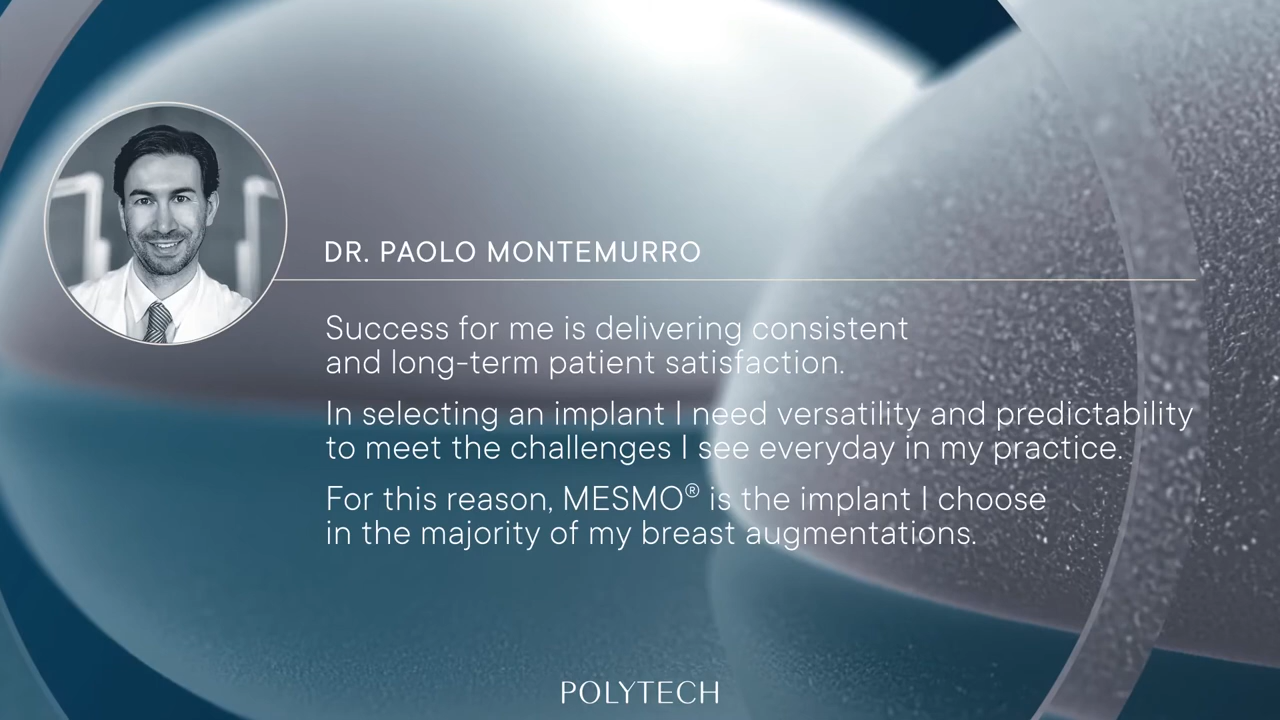 DR. PAOLO MONTEMURRO
Success for me is delivering consistent
and long-term patient satisfaction.
In selecting an implant I need versatility and predictability
to meet the challenges I see everyday in my practice.
For this reason, MESMO® is the implant I choose
in the majority of my breast augmentations.
POLYTECH